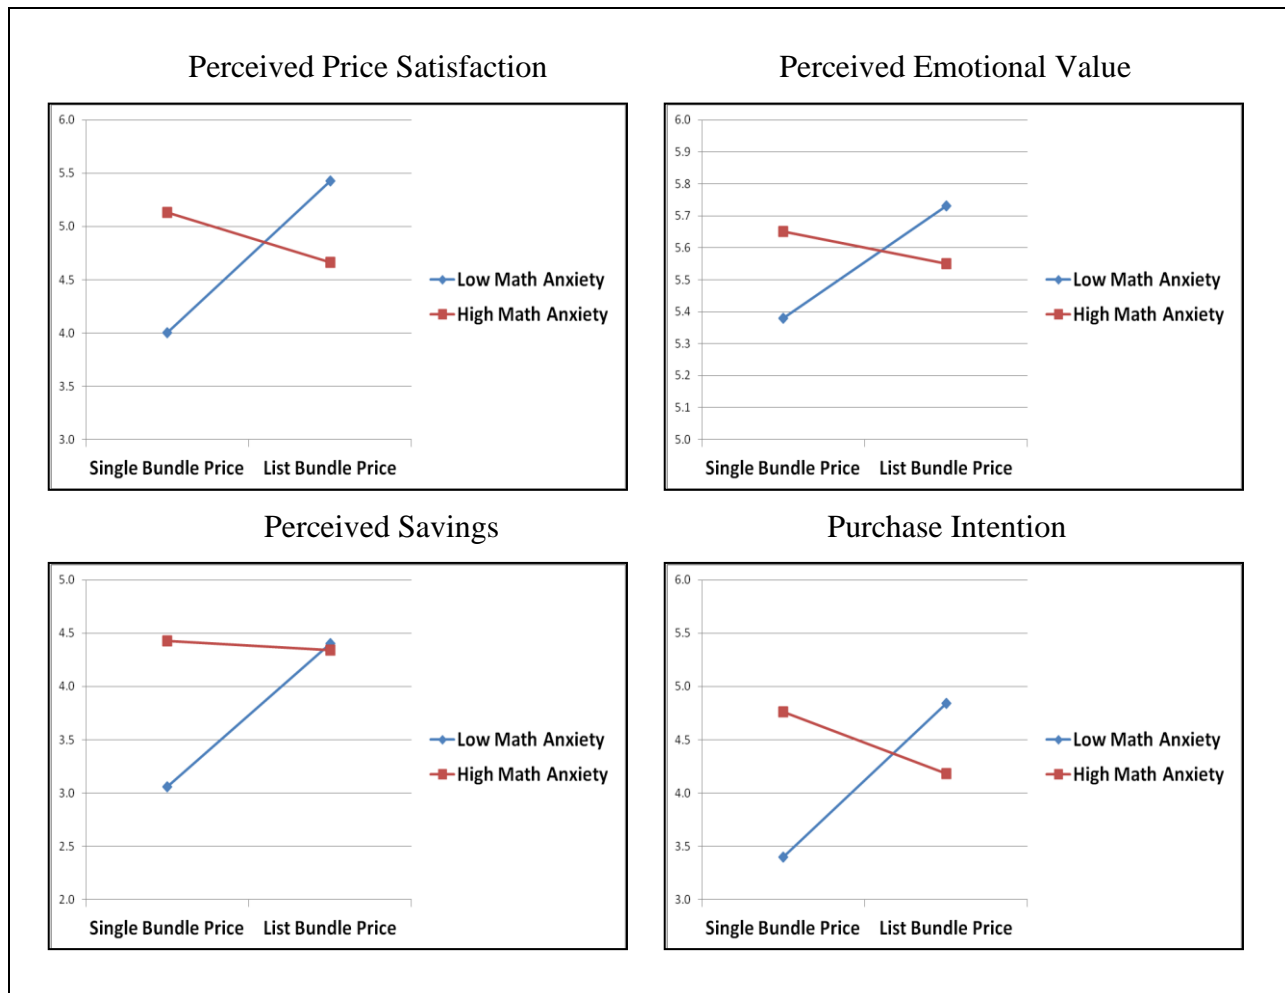 Perceived Price Satisfaction
6.0
5.5
5.0
4.5
4.0
3.5
3.0
Single Bundle Price List Bundle Price
Low Math Anxiety
High Math Anxiety
Perceived Emotional Value
6.0
5.9
5.8
5.7
5.6
5.5
5.4
5.3
5.2
5.1
5.0
Single Bundle Price List Bundle Price
Low Math Anxiety
High Math Anxiety
Perceived Savings
5.0
4.5
4.0
3.5
3.0
2.5
2.0
Single Bundle Price List Bundle Price
Low Math Anxiety
High Math Anxiety
Purchase Intention
6.0
5.5
5.0
4.5
4.0
3.5
3.0
Single Bundle Price List Bundle Price
Low Math Anxiety
High Math Anxiety